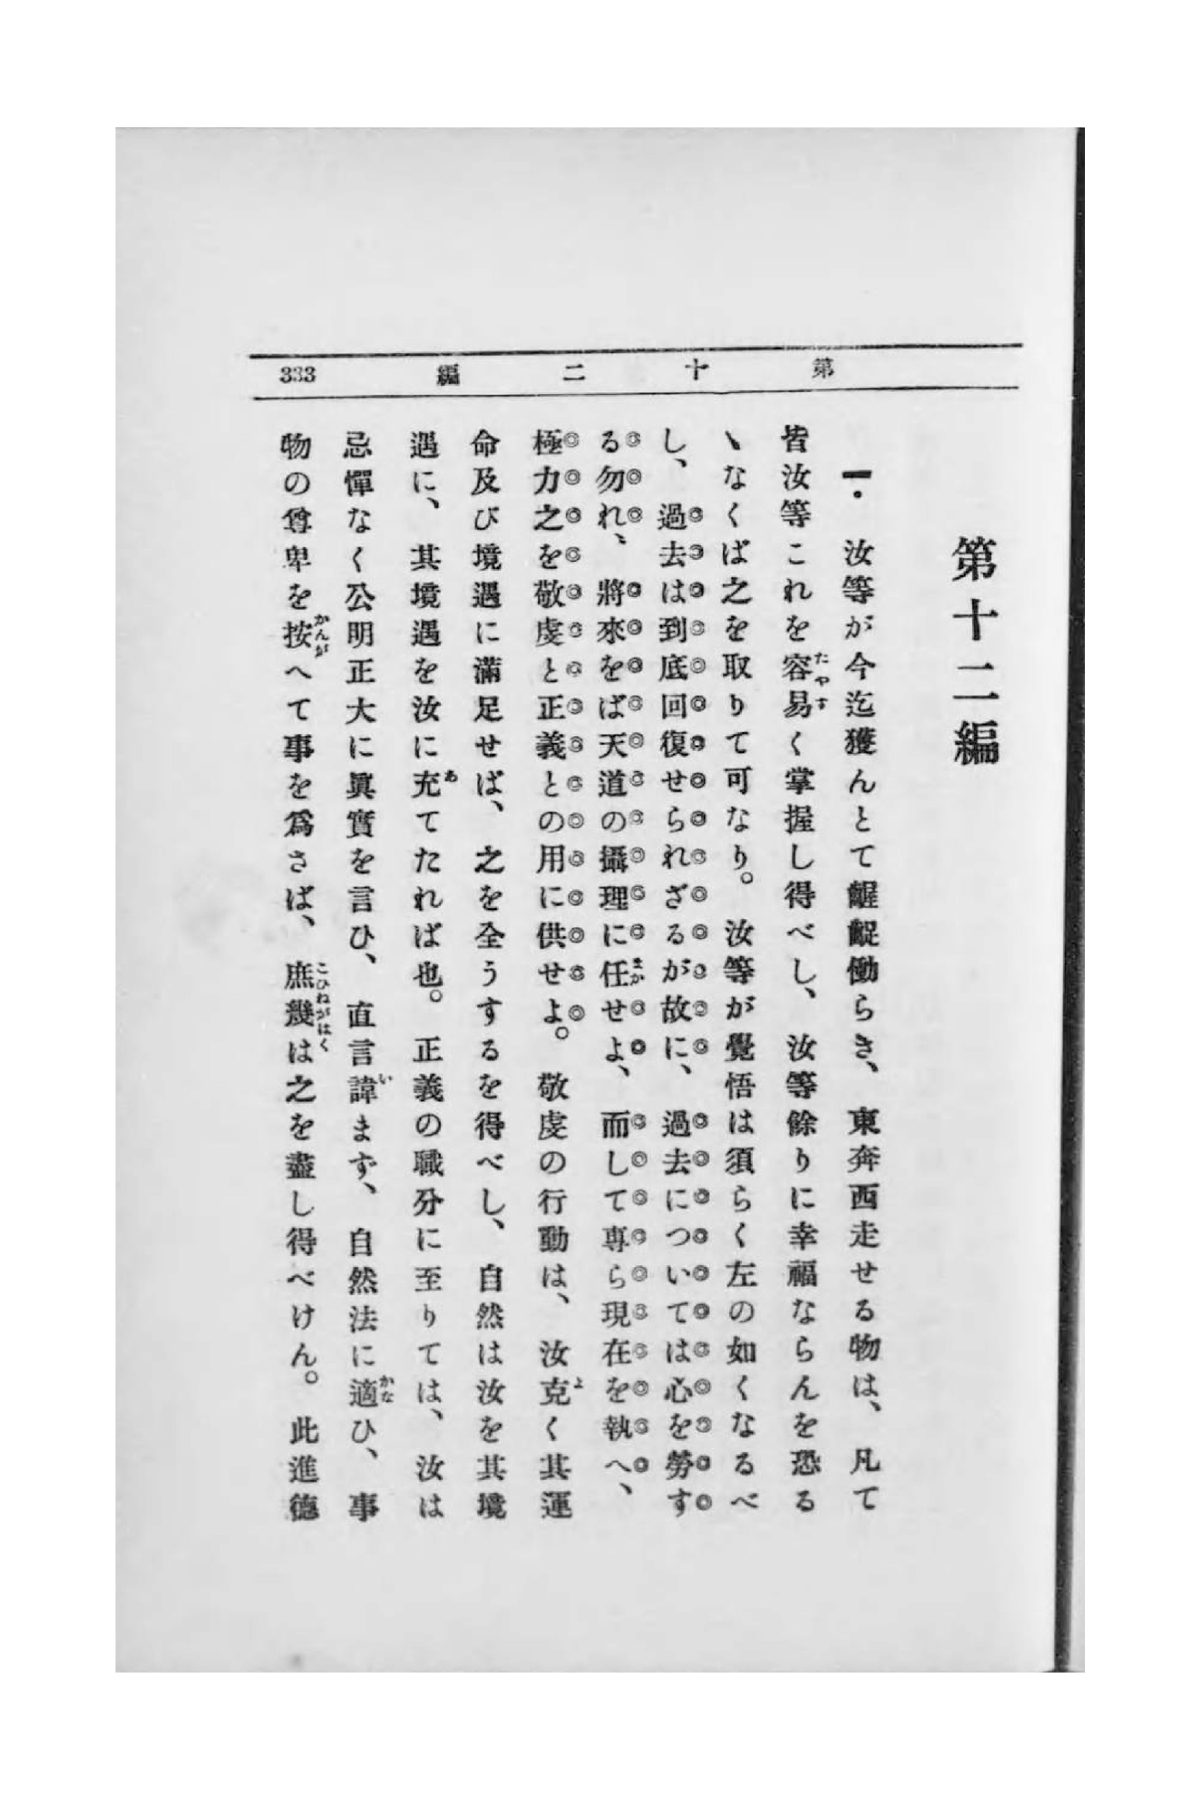 第十二編
333
第十二編
一. 汝等が今迄獲んとて齷齪働らき、東奔西走せる物は、凡て
皆汝等これを容易く掌握し得べし、汝等餘りに幸福ならんを恐る
ゝなくば之を取りて可なり。汝等が覺悟は須らく左の如くなるべ
し、過去は到底回復せられざるが故に、過去については心を勞す
る勿れ、將來をば天道の攝理に任せよ、而して專ら現在を執へ、
極力之を敬虔と正義との用に供せよ。敬虔の行動は、汝克く其運
命及び境遇に滿足せば、之を全うするを得べし、自然は汝を其境
遇に、其境遇を汝に充てたれば也。正義の職分に至りては、汝は
忌憚なく公明正大に眞實を言ひ、直言諱まず、自然法に適ひ、事
物の尊卑を按へて事を爲さば、庶幾は之を盡し得べけん。此進德